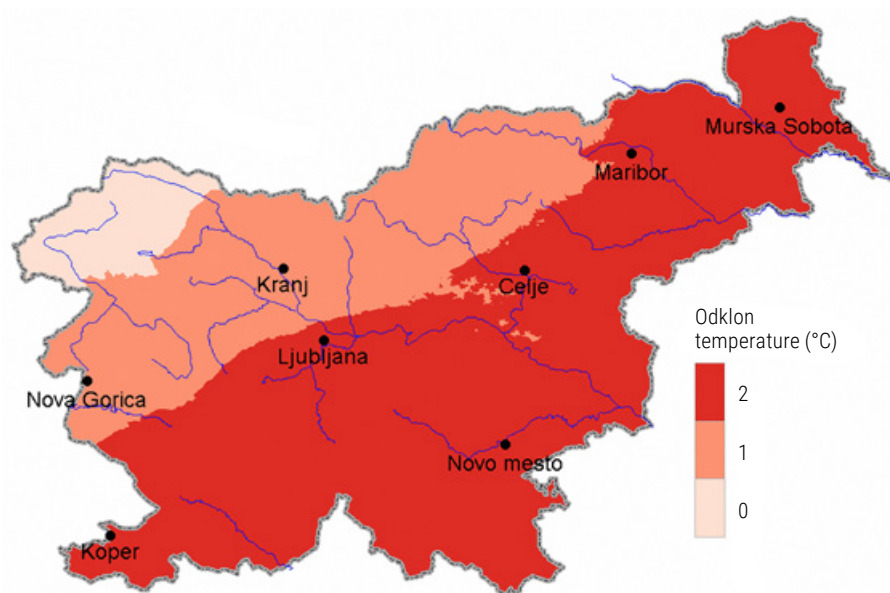 Murska Sobota
Maribor
Kranj
Celje
Ljubljana
Nova Gorica
Novo mesto
Koper
Odklon
temperature (°C)
2
1
0